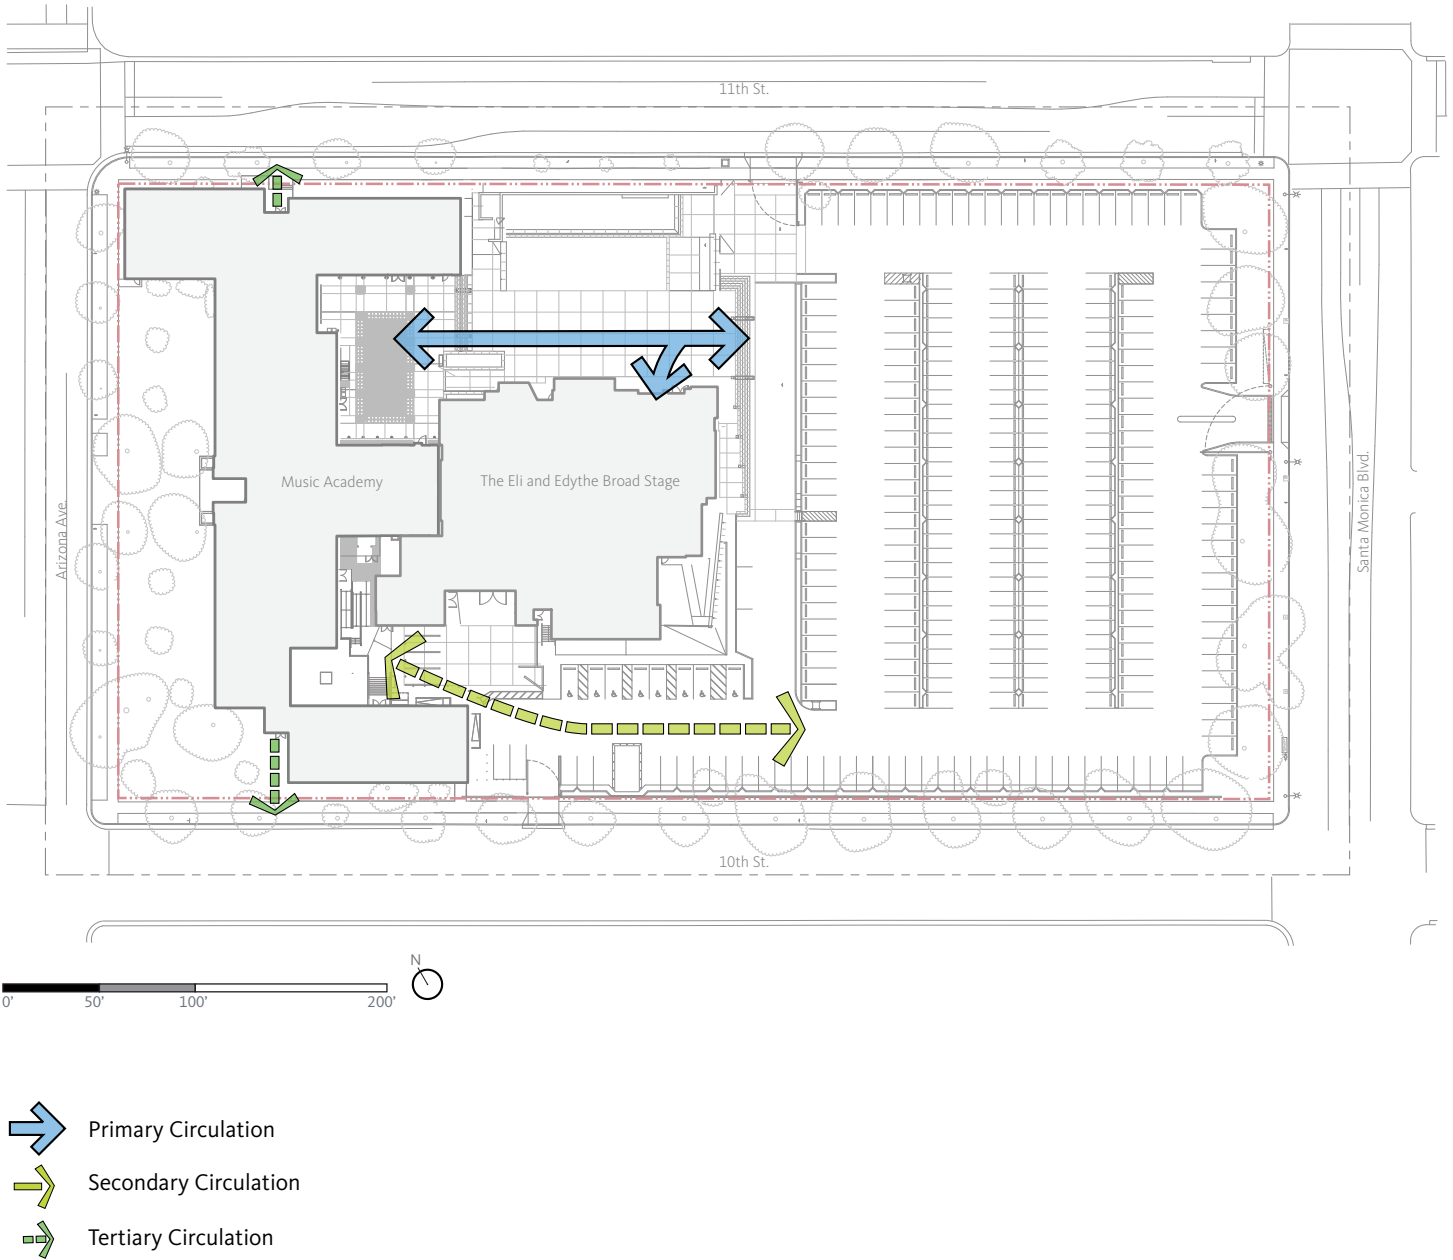 11th St.
Arizona Ave.
Music Academy
The Eli and Edythe Broad Stage
Santa Monica Blvd.
10th St.
N
0'
50'
100'
200'
Primary Circulation
Secondary Circulation
Tertiary Circulation